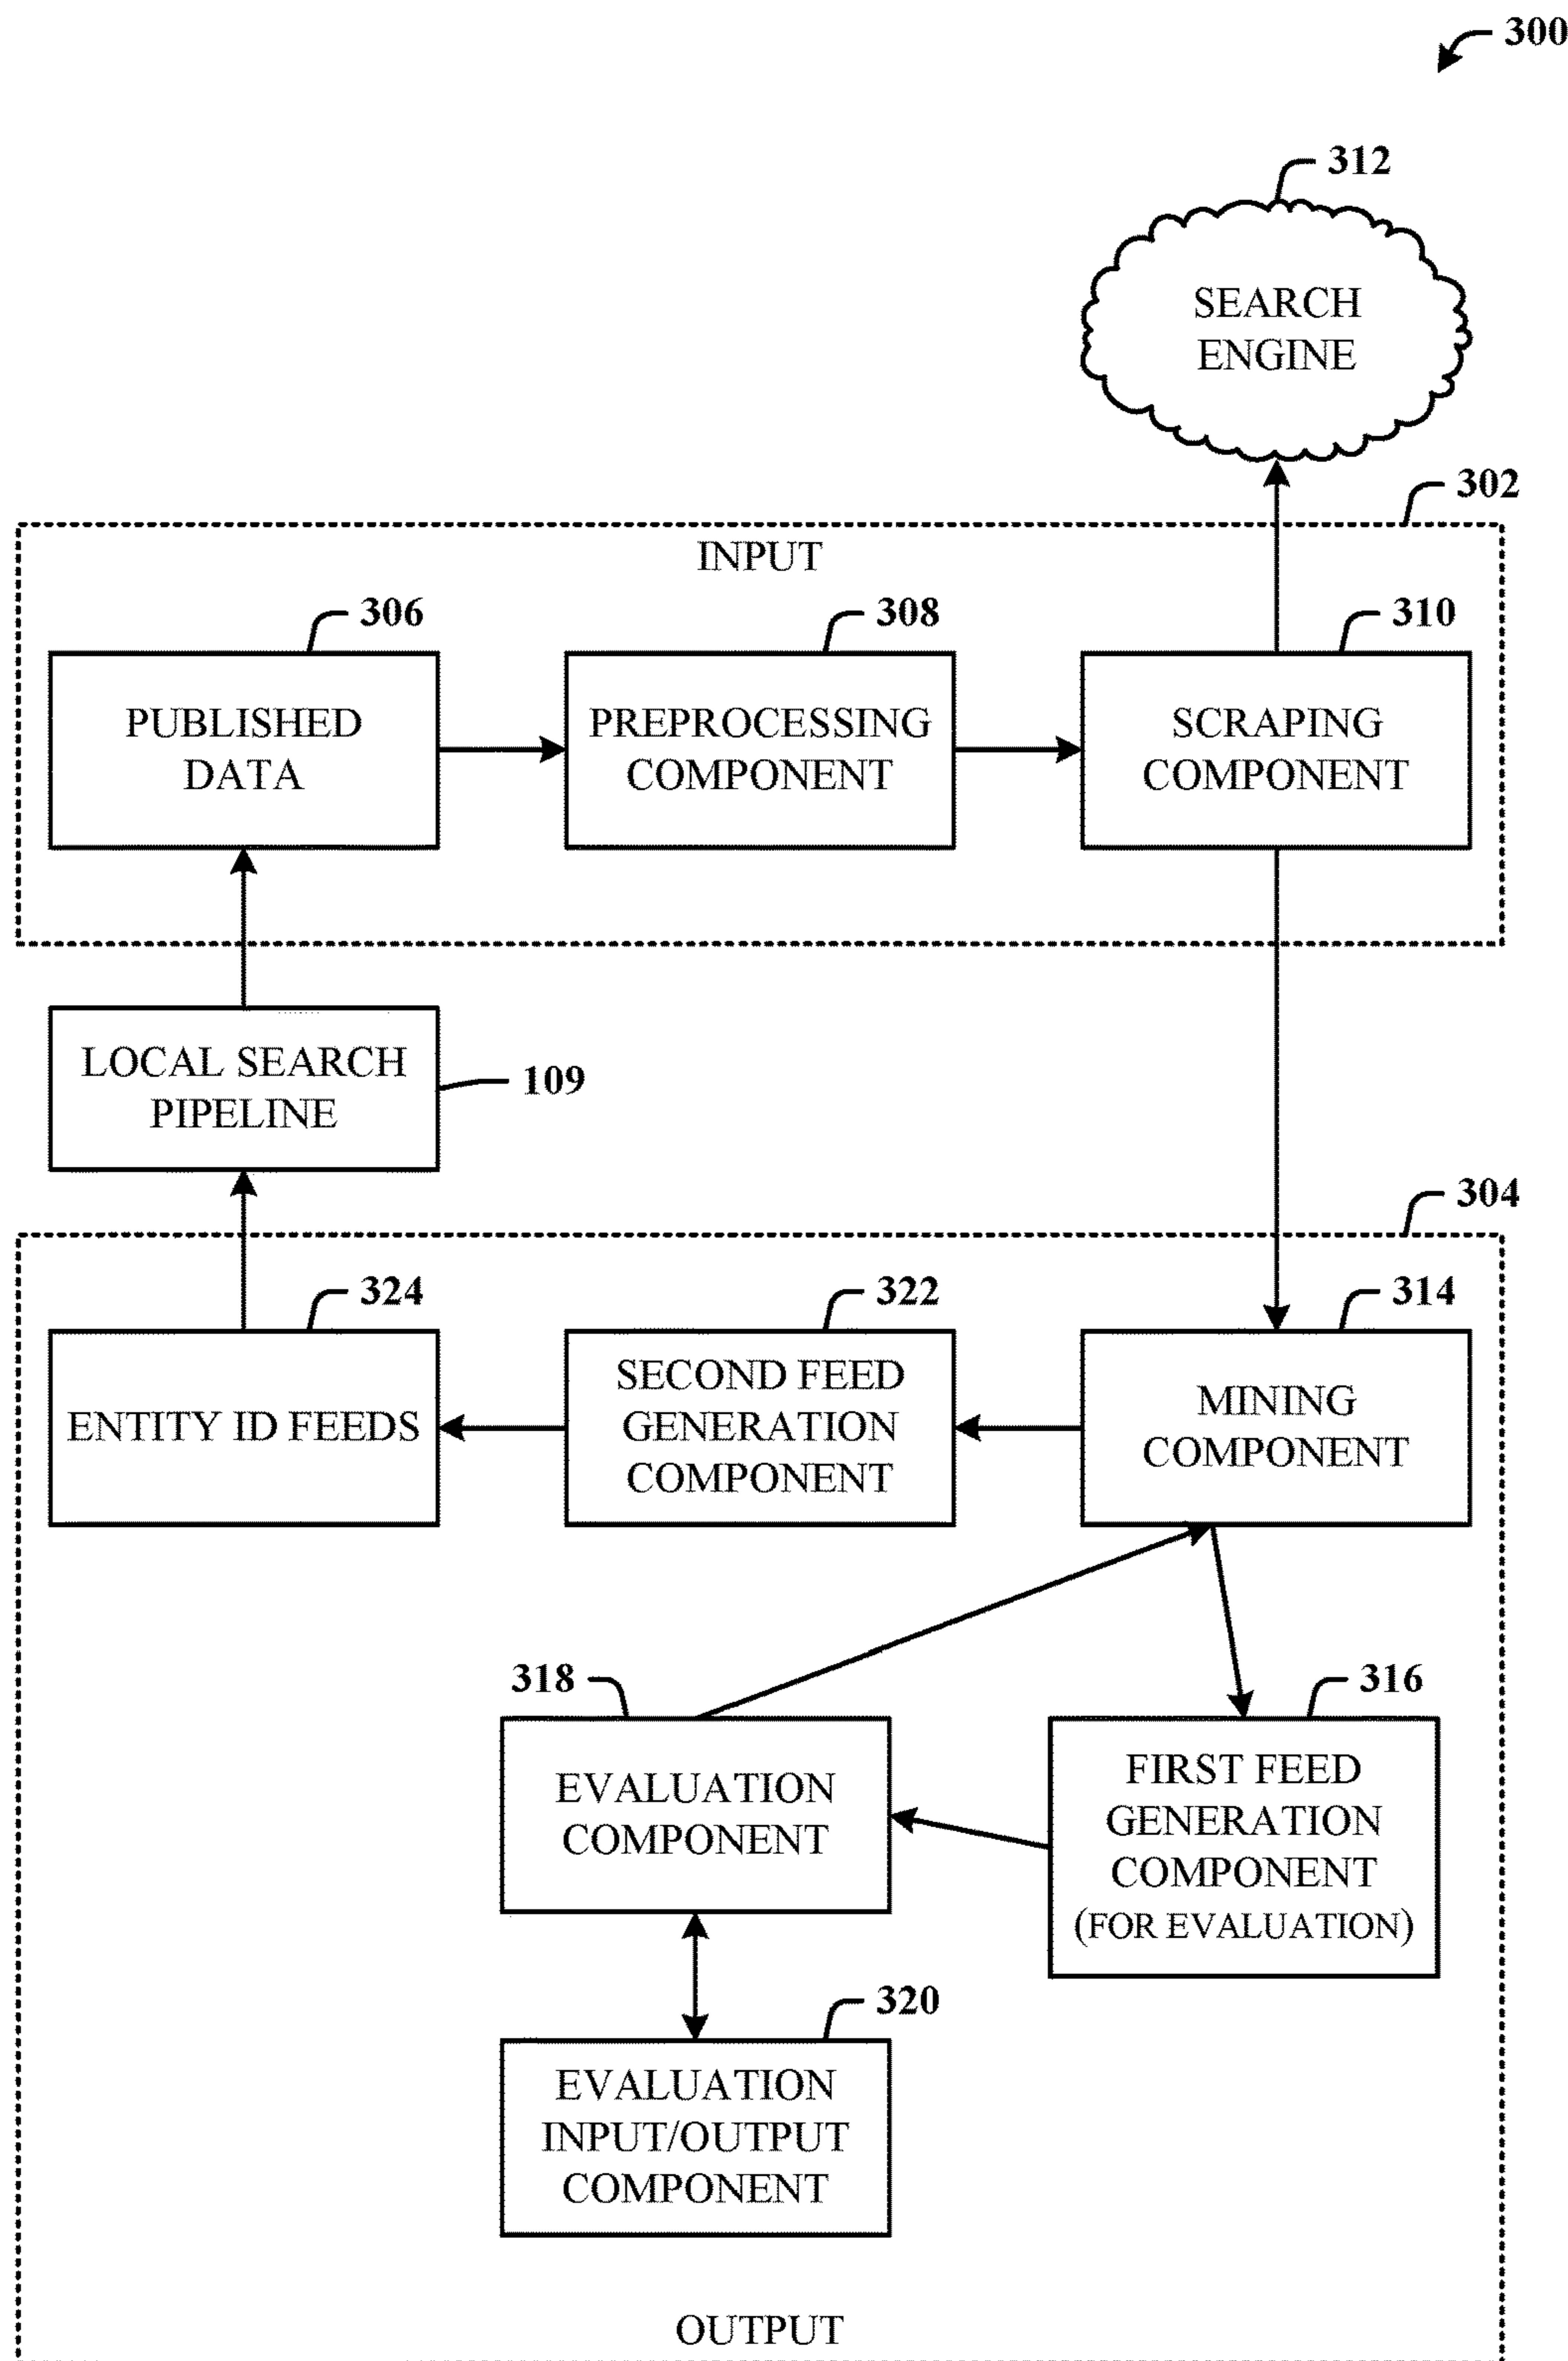 300
312
SEARCH
ENGINE
302
INPUT
306
308
310
PUBLISHED
DATA
PREPROCESSING
COMPONENT
SCRAPING
COMPONENT
LOCAL SEARCH
PIPELINE
109
304
324
322
314
ENTITY ID FEEDS
SECOND FEED
GENERATION
COMPONENT
MINING
COMPONENT
318
316
EVALUATION
COMPONENT
FIRST FEED
GENERATION
COMPONENT
(FOR EVALUATION)
320
EVALUATION
INPUT/OUTPUT
COMPONENT
OUTPUT